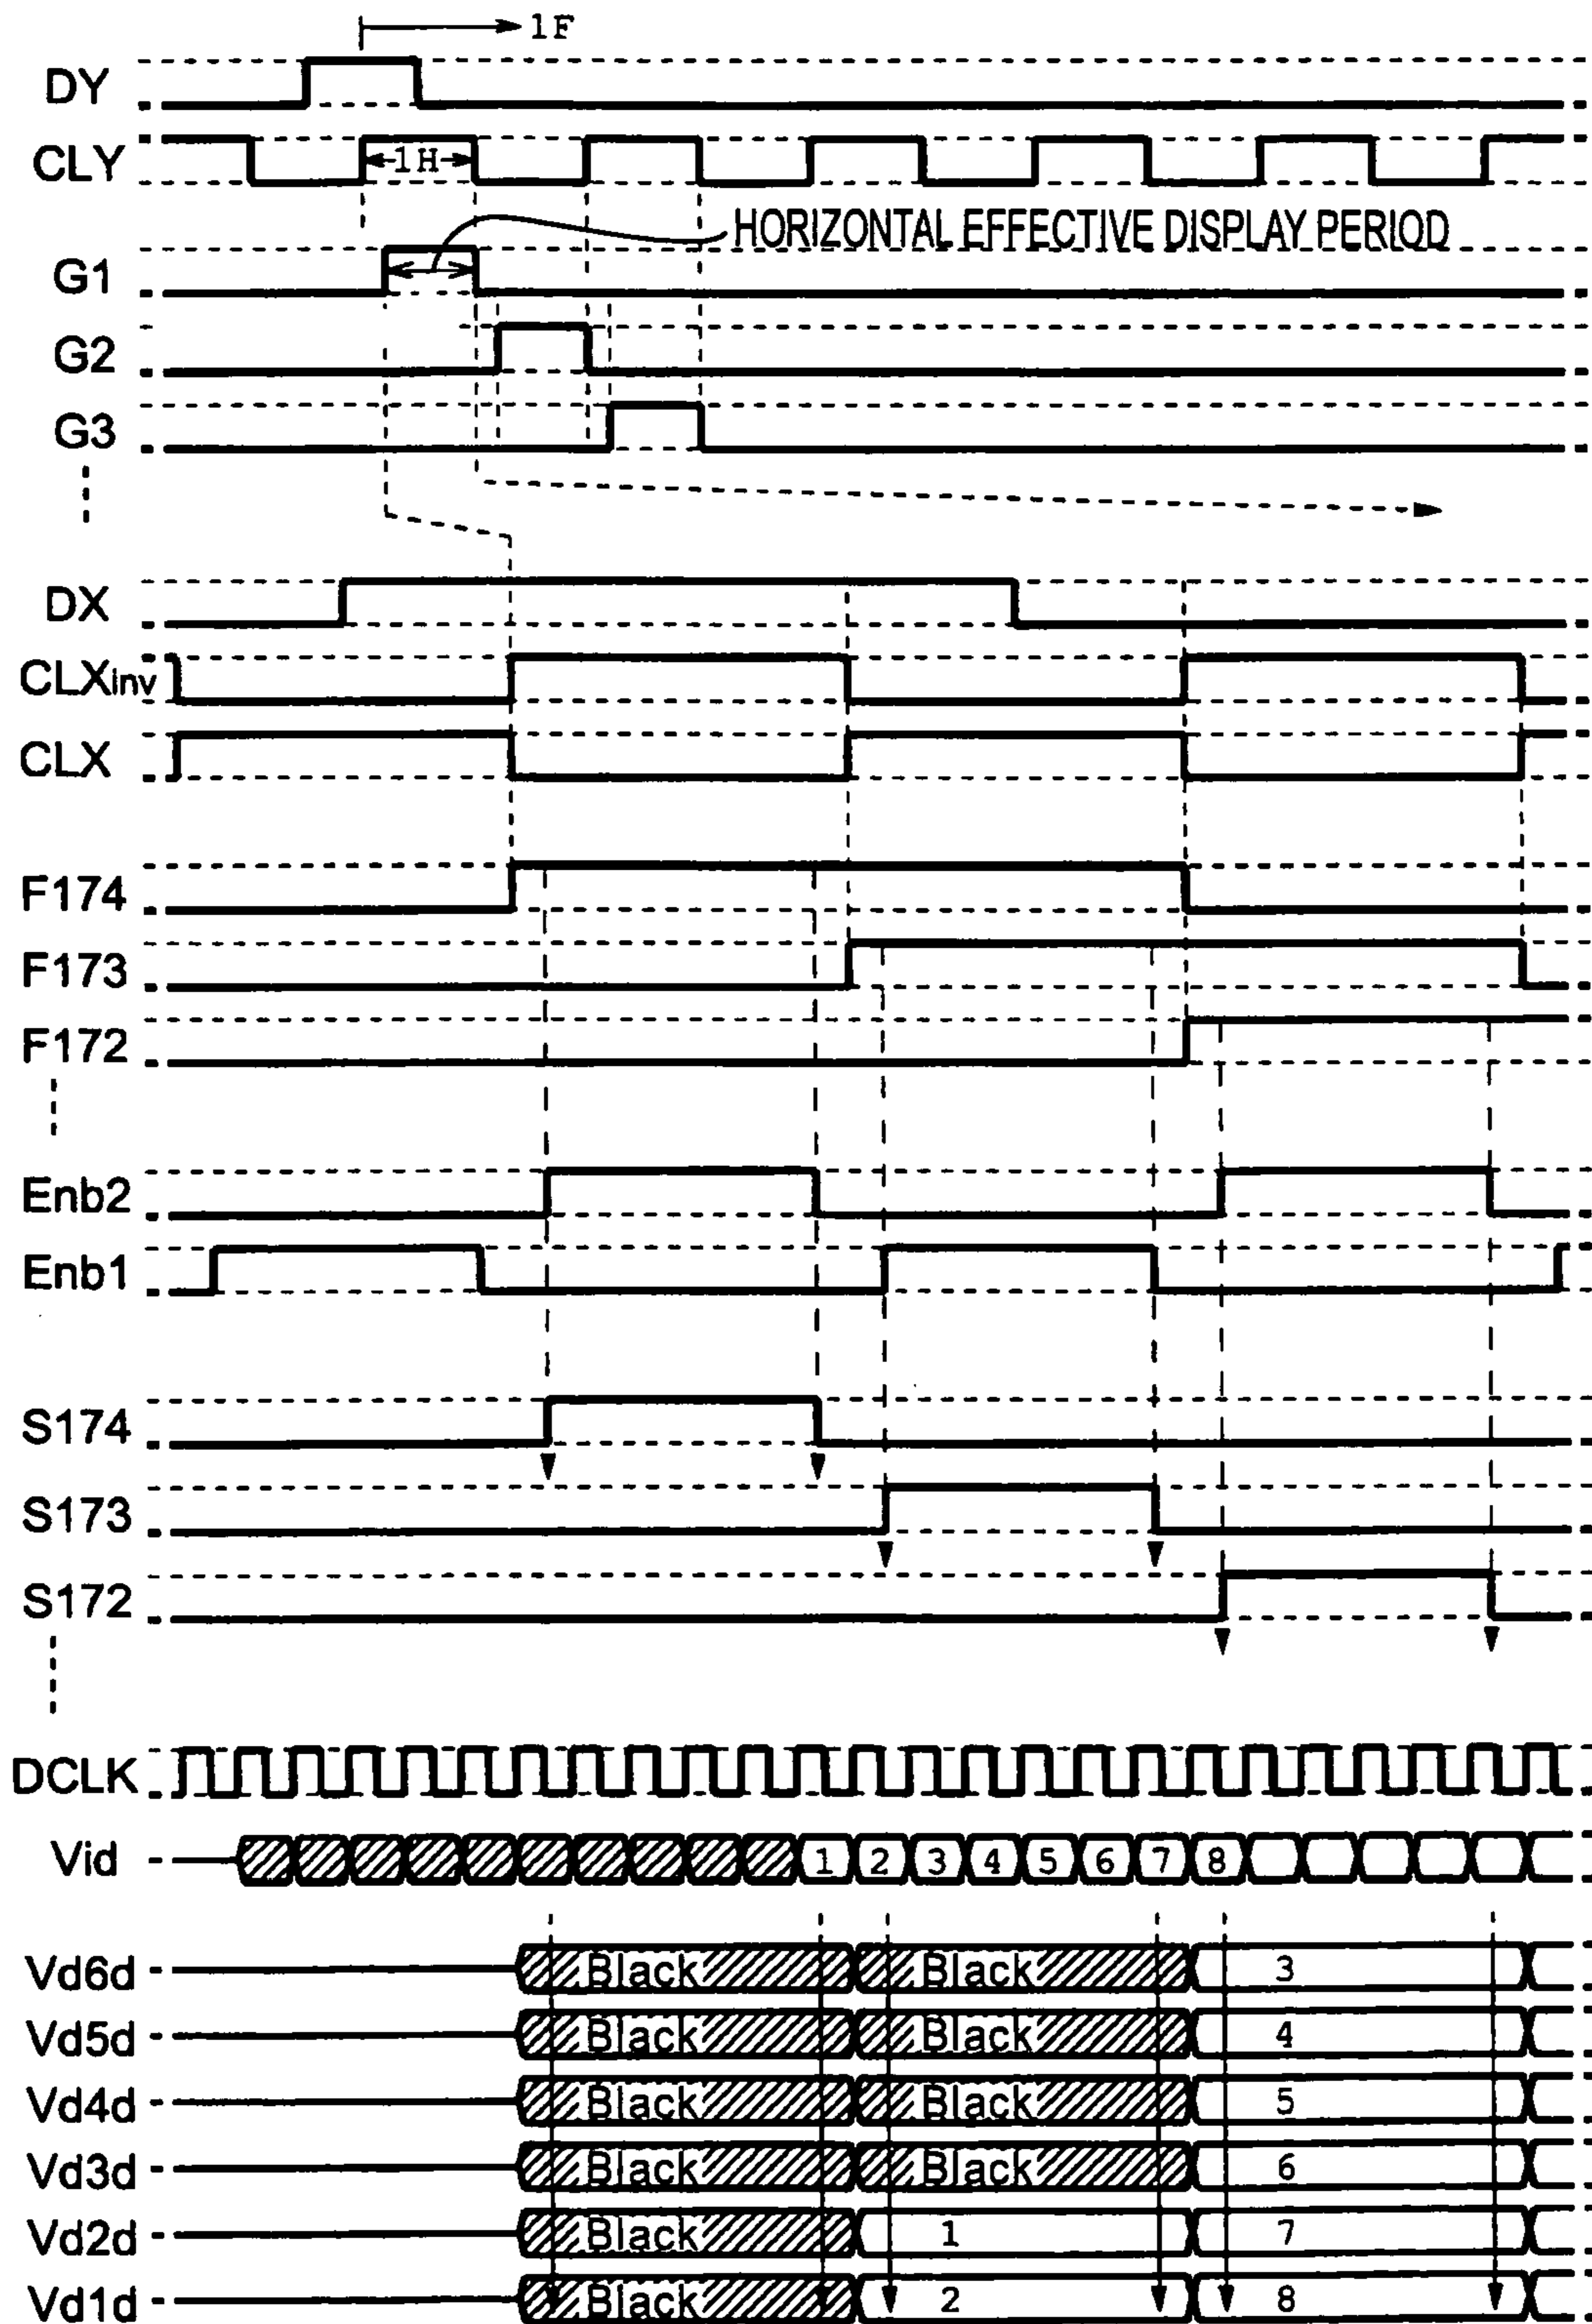 1F
DY
CLY
1H
HORIZONTAL EFFECTIVE DISPLAY PERIOD
G1
G2
G3
DX
CLXinv
CLX
F174
F173
F172
Enb2
Enb1
S174
S173
S172
DCLK
Vid 1 2 3 4 5 6 7 8
Vd6d Black Black 3
Vd5d Black Black 4
Vd4d Black Black 5
Vd3d Black Black 6
Vd2d Black 1 7
Vd1d Black 2 8